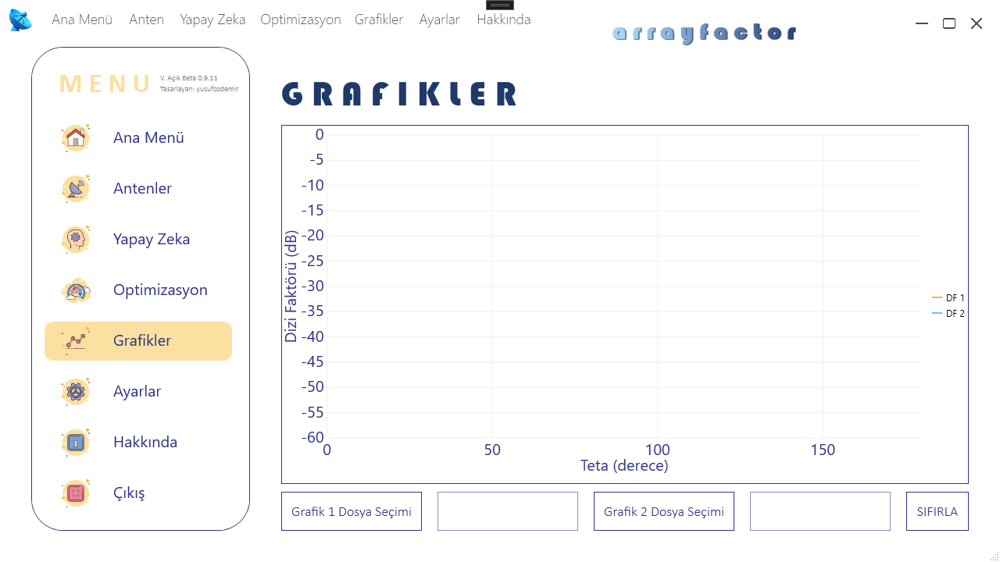 Ana Menü Anten Yapay Zeka Optimizasyon Grafikler Ayarlar Hakkında
arrayfactor
MENU
V. Açık Beta 0.9.11
Tasarlayan: yusufozdemir
Ana Menü
Antenler
Yapay Zeka
Optimizasyon
Grafikler
Ayarlar
Hakkında
Çıkış
GRAFIKLER
Dizi Faktörü (dB)
0
-5
-10
-15
-20
-25
-30
-35
-40
-45
-50
-55
-60
0 50 100 150
Teta (derece)
DF 1
DF 2
Grafik 1 Dosya Seçimi Grafik 2 Dosya Seçimi SIFIRLA